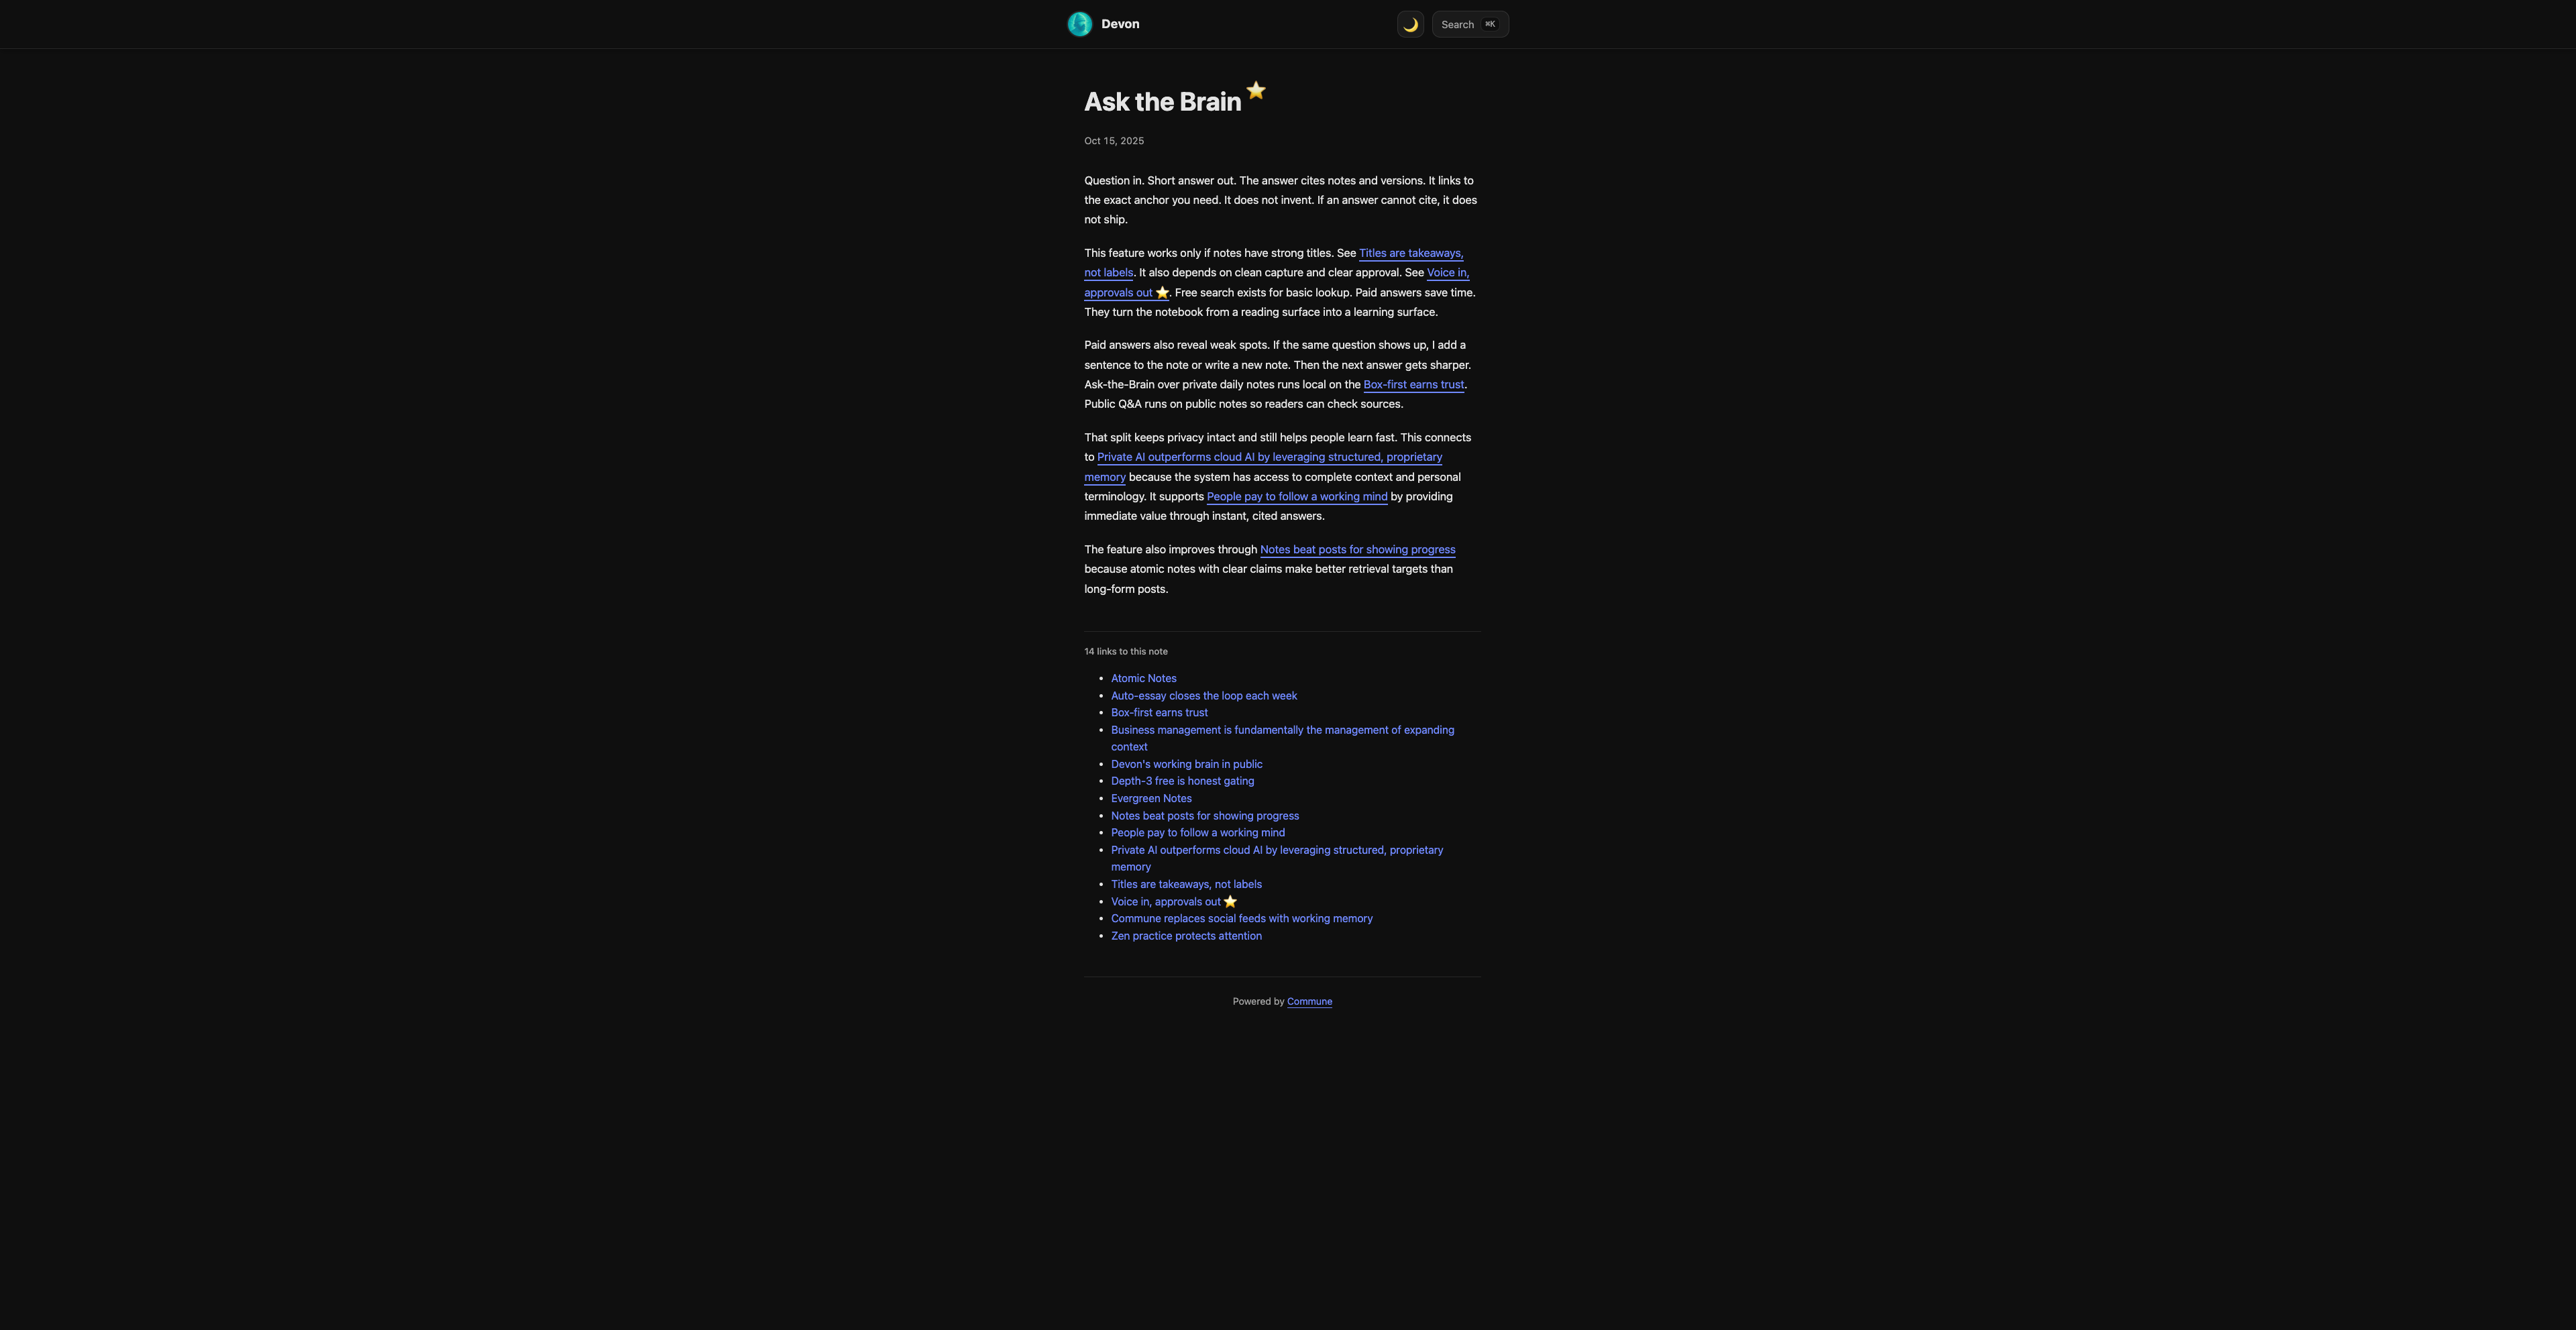 Devon
🌙
Search ⌘K
Ask the Brain ⭐
Oct 15, 2025
Question in. Short answer out. The answer cites notes and versions. It links to
the exact anchor you need. It does not invent. If an answer cannot cite, it does
not ship.
This feature works only if notes have strong titles. See Titles are takeaways,
not labels. It also depends on clean capture and clear approval. See Voice in,
approvals out ⭐. Free search exists for basic lookup. Paid answers save time.
They turn the notebook from a reading surface into a learning surface.
Paid answers also reveal weak spots. If the same question shows up, I add a
sentence to the note or write a new note. Then the next answer gets sharper.
Ask-the-Brain over private daily notes runs local on the Box-first earns trust.
Public Q&A runs on public notes so readers can check sources.
That split keeps privacy intact and still helps people learn fast. This connects
to Private AI outperforms cloud AI by leveraging structured, proprietary
memory because the system has access to complete context and personal
terminology. It supports People pay to follow a working mind by providing
immediate value through instant, cited answers.
The feature also improves through Notes beat posts for showing progress
because atomic notes with clear claims make better retrieval targets than
long-form posts.
14 links to this note
• Atomic Notes
• Auto-essay closes the loop each week
• Box-first earns trust
• Business management is fundamentally the management of expanding
context
• Devon's working brain in public
• Depth-3 free is honest gating
• Evergreen Notes
• Notes beat posts for showing progress
• People pay to follow a working mind
• Private AI outperforms cloud AI by leveraging structured, proprietary
memory
• Titles are takeaways, not labels
• Voice in, approvals out ⭐
• Commune replaces social feeds with working memory
• Zen practice protects attention
Powered by Commune